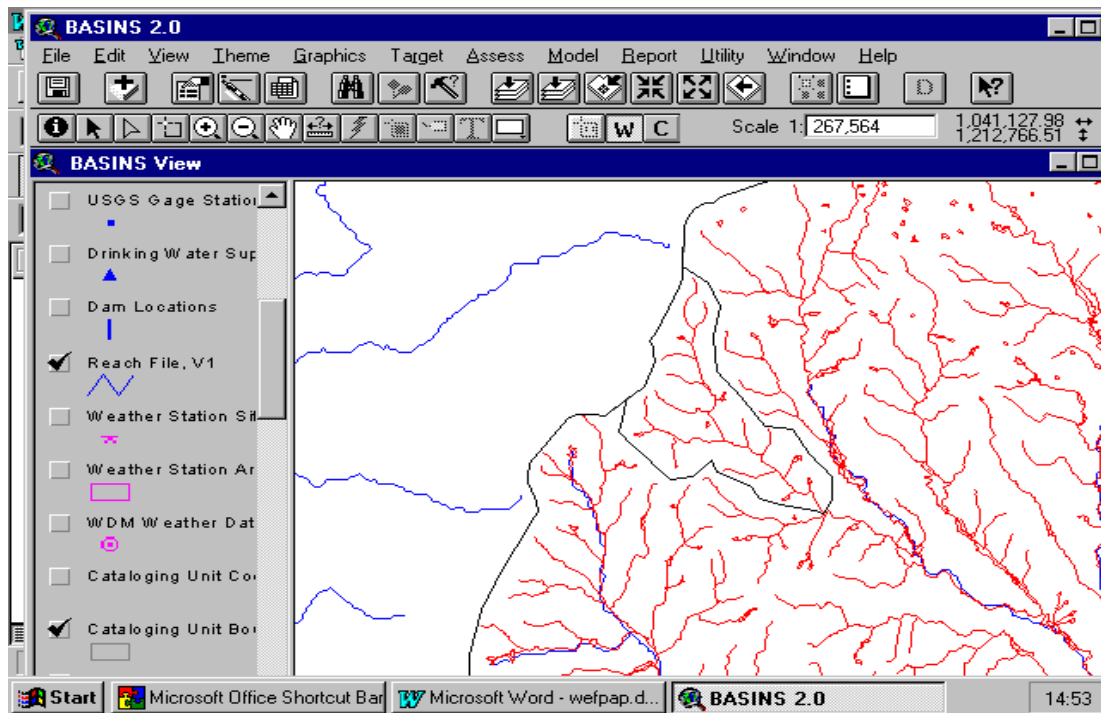 BASINS 2.0
File Edit View Theme Graphics Target Assess Model Report Utility Window Help
D
W C Scale 1: 267,564 1,041,127.98
1,212,766.51
BASINS View
USGS Gage Station
Drinking Water Sup
Dam Locations
Reach File, V1
Weather Station Sit
Weather Station Ar
WDM Weather Dat
Cataloging Unit Co
Cataloging Unit Bo
Start Microsoft Office Shortcut Bar Microsoft Word - wefpap.d... BASINS 2.0 14:53